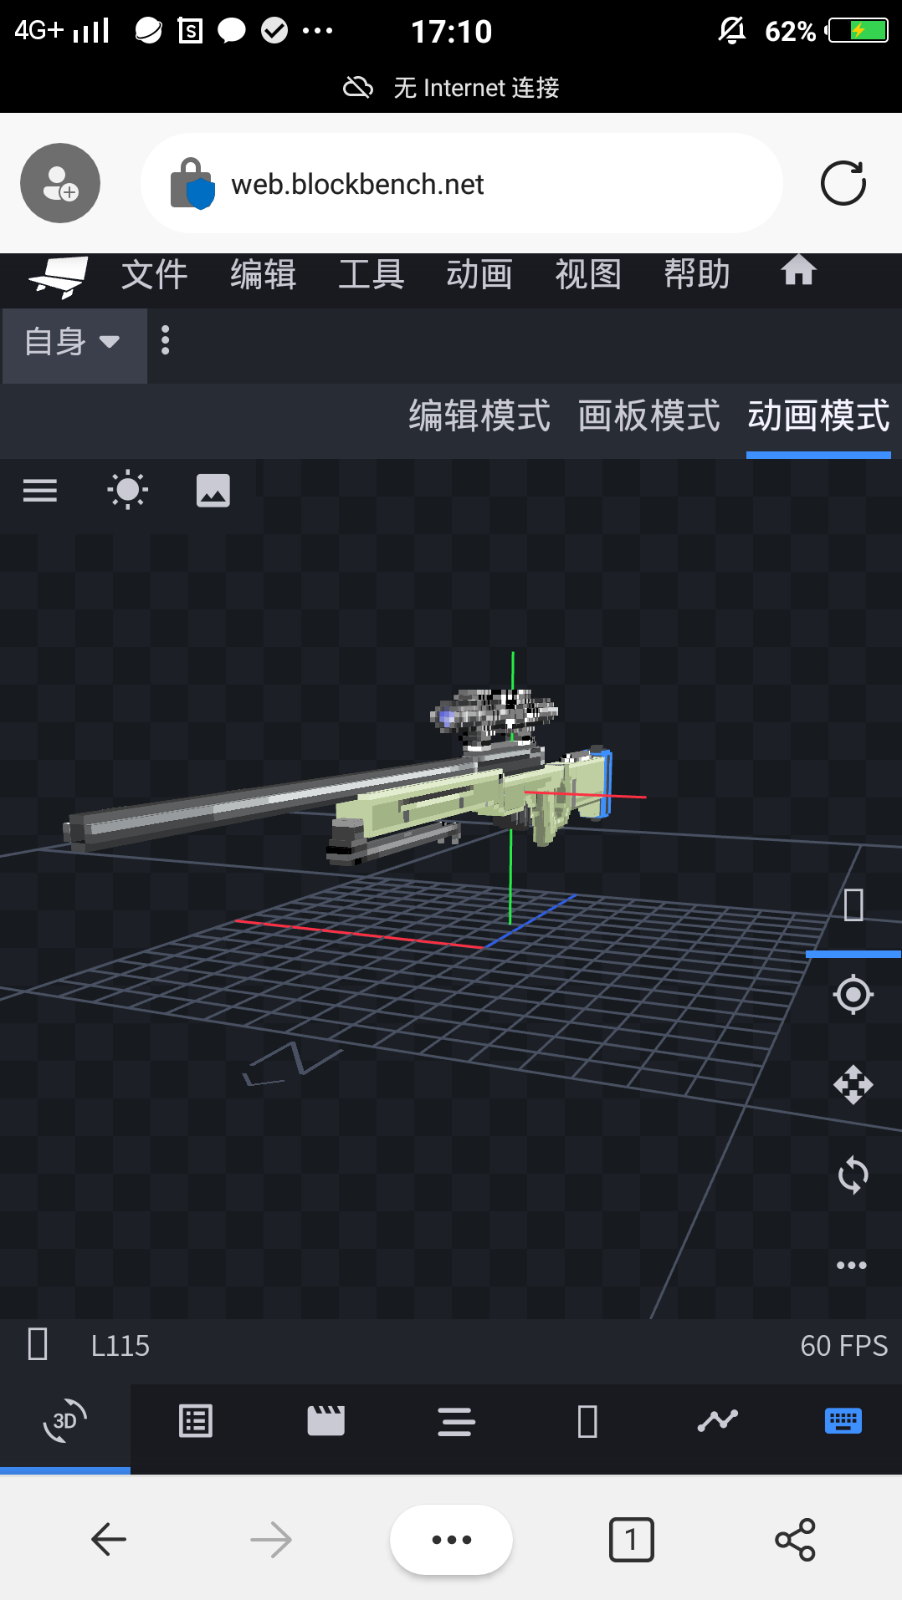 4G+ 17:10 62%
无 Internet 连接
web.blockbench.net
文件 编辑 工具 动画 视图 帮助
自身
编辑模式 画板模式 动画模式
L115 60 FPS
3D
1